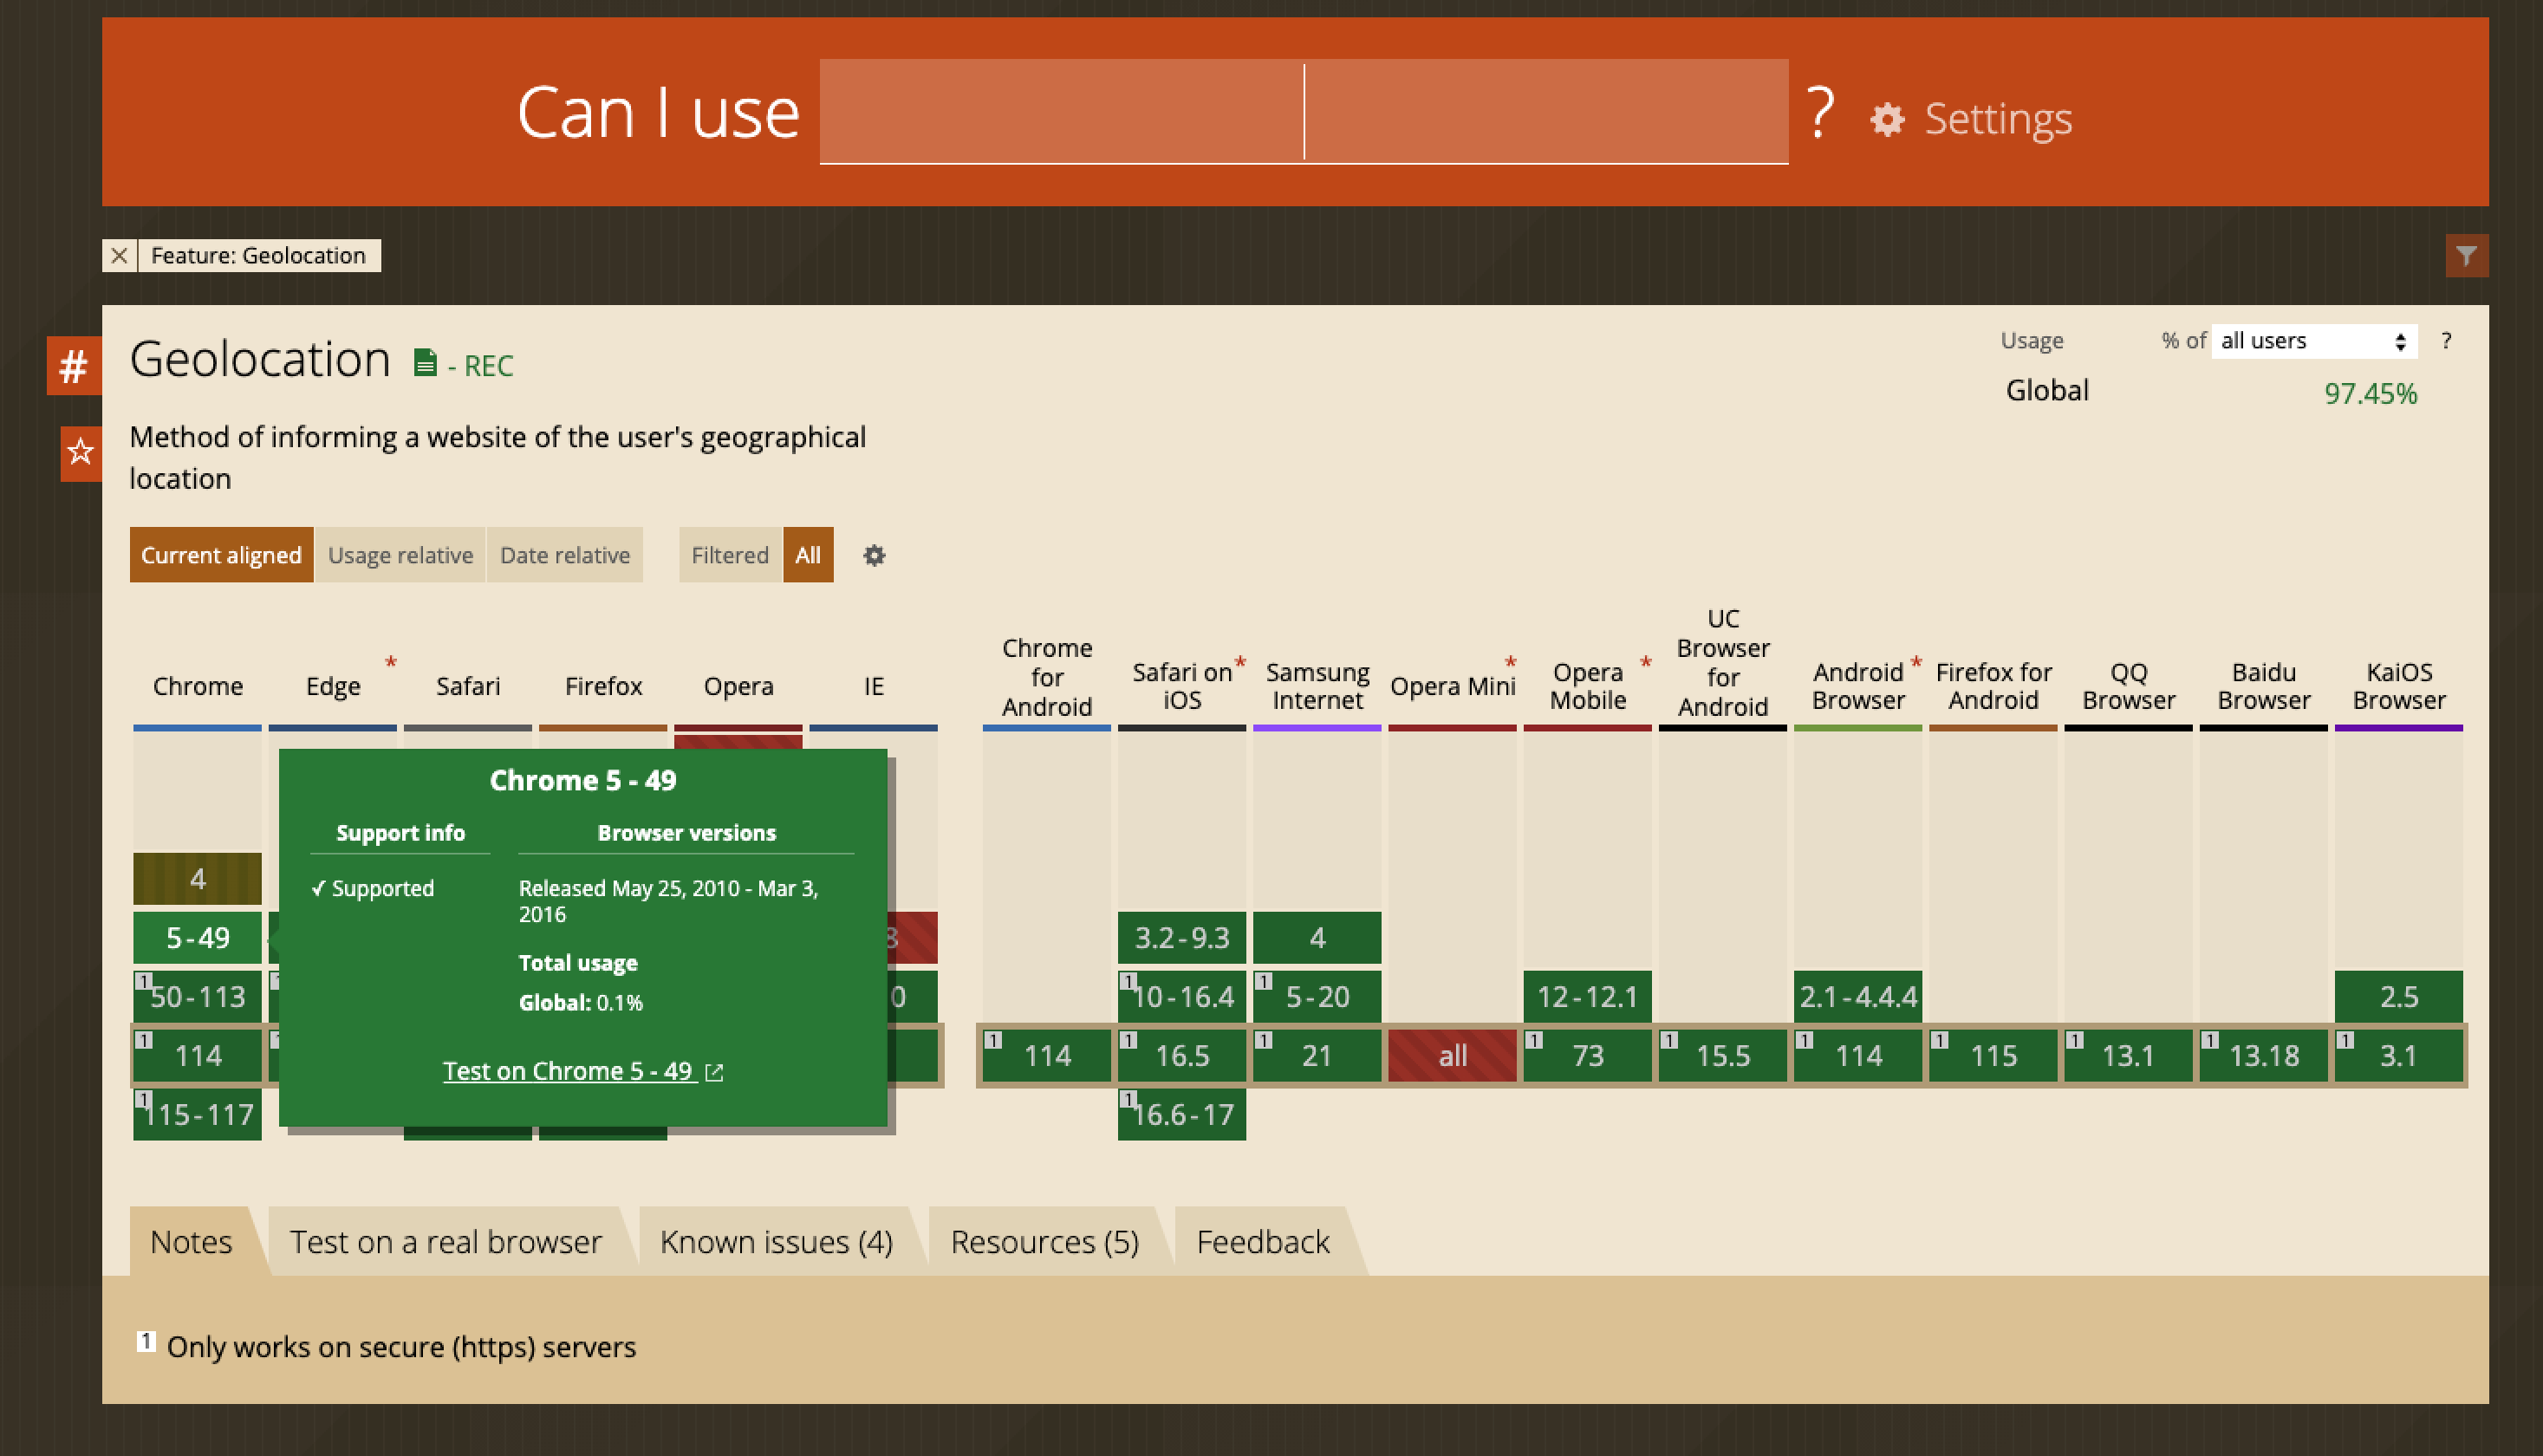 Can I use ? Settings
Feature: Geolocation
# Geolocation - REC
Usage % of all users ?
Global 97.45%
Method of informing a website of the user's geographical
location
Current aligned Usage relative Date relative Filtered All
Chrome Edge * Safari Firefox Opera IE
Chrome for Android
Safari on iOS *
Samsung Internet
Opera Mini *
Opera Mobile *
UC Browser for Android
Android Browser *
Firefox for Android
QQ Browser
Baidu Browser
KaiOS Browser
Chrome 5 - 49
Support info Browser versions
✓ Supported Released May 25, 2010 - Mar 3,
2016
Total usage
Global: 0.1%
Test on Chrome 5 - 49
4
5-49 3.2-9.3 4
1 50-113 1 10-16.4 1 5-20 12-12.1 2.1-4.4.4 2.5
1 114 1 114 1 16.5 1 21 all 1 73 1 15.5 1 114 1 115 1 13.1 1 13.18 1 3.1
1 115-117 1 16.6-17
Notes Test on a real browser Known issues (4) Resources (5) Feedback
1 Only works on secure (https) servers